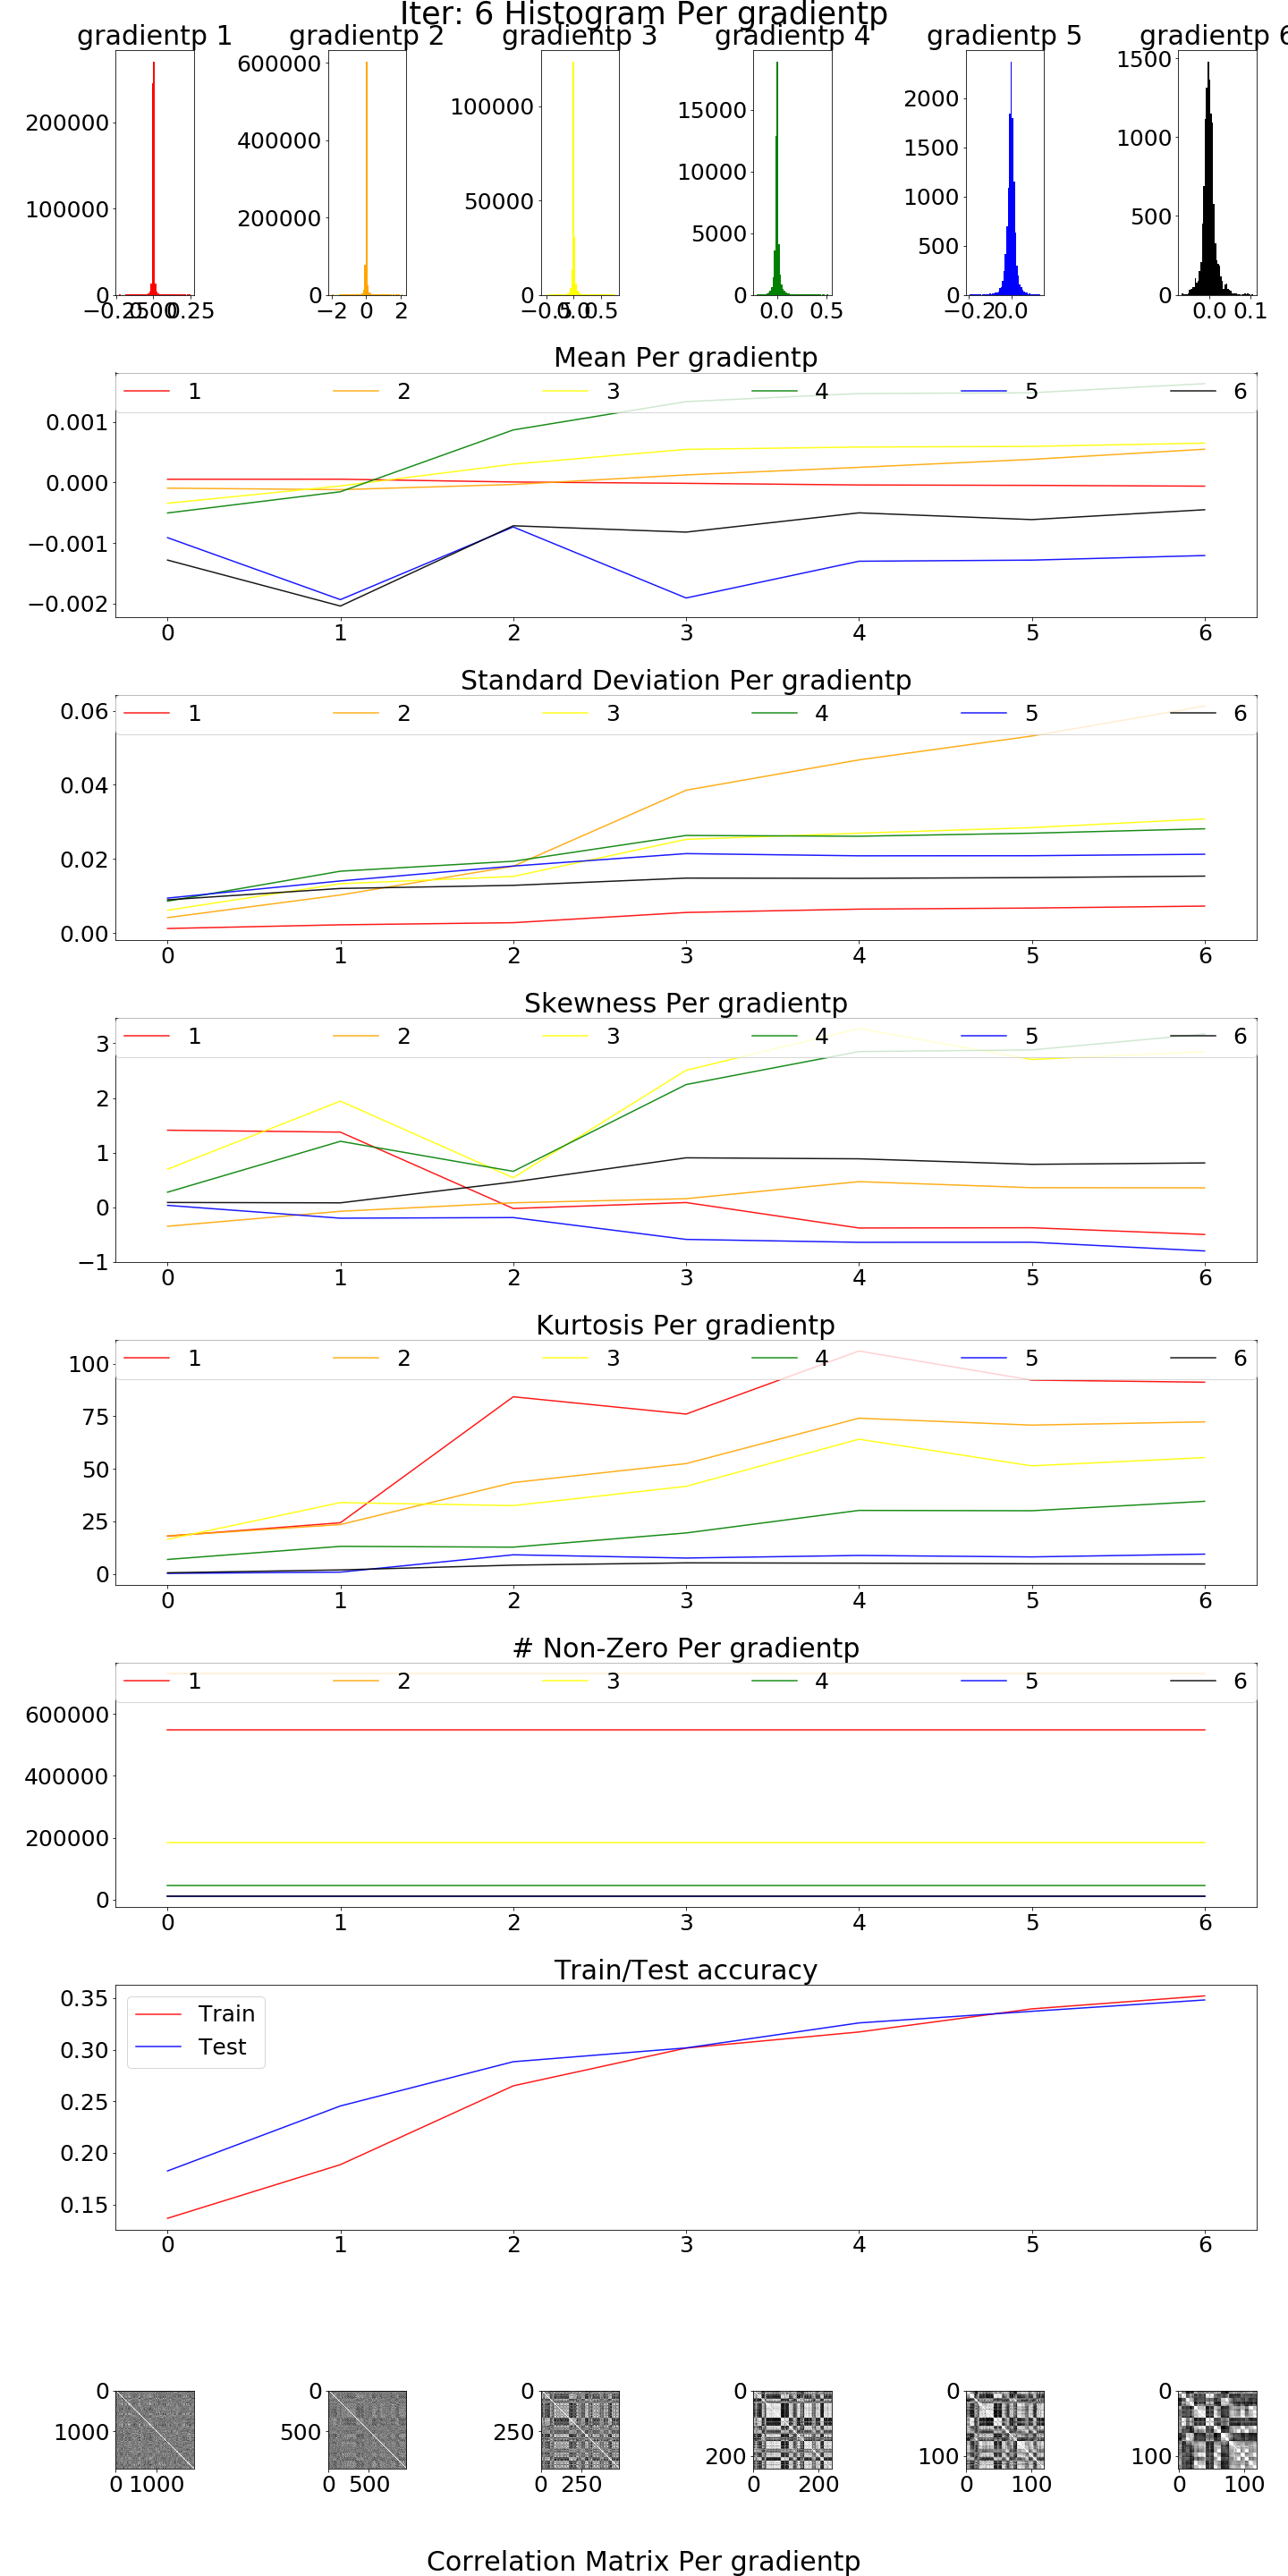 Iter: 6 Histogram Per gradientp
gradientp 1 gradientp 2 gradientp 3 gradientp 4 gradientp 5 gradientp 6
200000
100000
0
−0.25 0.00 0.25
600000
400000
200000
0
−2 0 2
100000
50000
0
−0.5 0.0 0.5
15000
10000
5000
0
0.0 0.5
2000
1500
1000
500
0
−0.2 0.0
1500
1000
500
0
0.0 0.1
Mean Per gradientp
1 2 3 4 5 6
0.001
0.000
−0.001
−0.002
0 1 2 3 4 5 6
Standard Deviation Per gradientp
1 2 3 4 5 6
0.06
0.04
0.02
0.00
0 1 2 3 4 5 6
Skewness Per gradientp
1 2 3 4 5 6
3
2
1
0
−1
0 1 2 3 4 5 6
Kurtosis Per gradientp
1 2 3 4 5 6
100
75
50
25
0
0 1 2 3 4 5 6
# Non-Zero Per gradientp
1 2 3 4 5 6
600000
400000
200000
0
0 1 2 3 4 5 6
Train/Test accuracy
Train
Test
0.35
0.30
0.25
0.20
0.15
0 1 2 3 4 5 6
0
1000
0 1000
0
500
0 500
0
250
0 250
0
200
0 200
0
100
0 100
0
100
0 100
Correlation Matrix Per gradientp